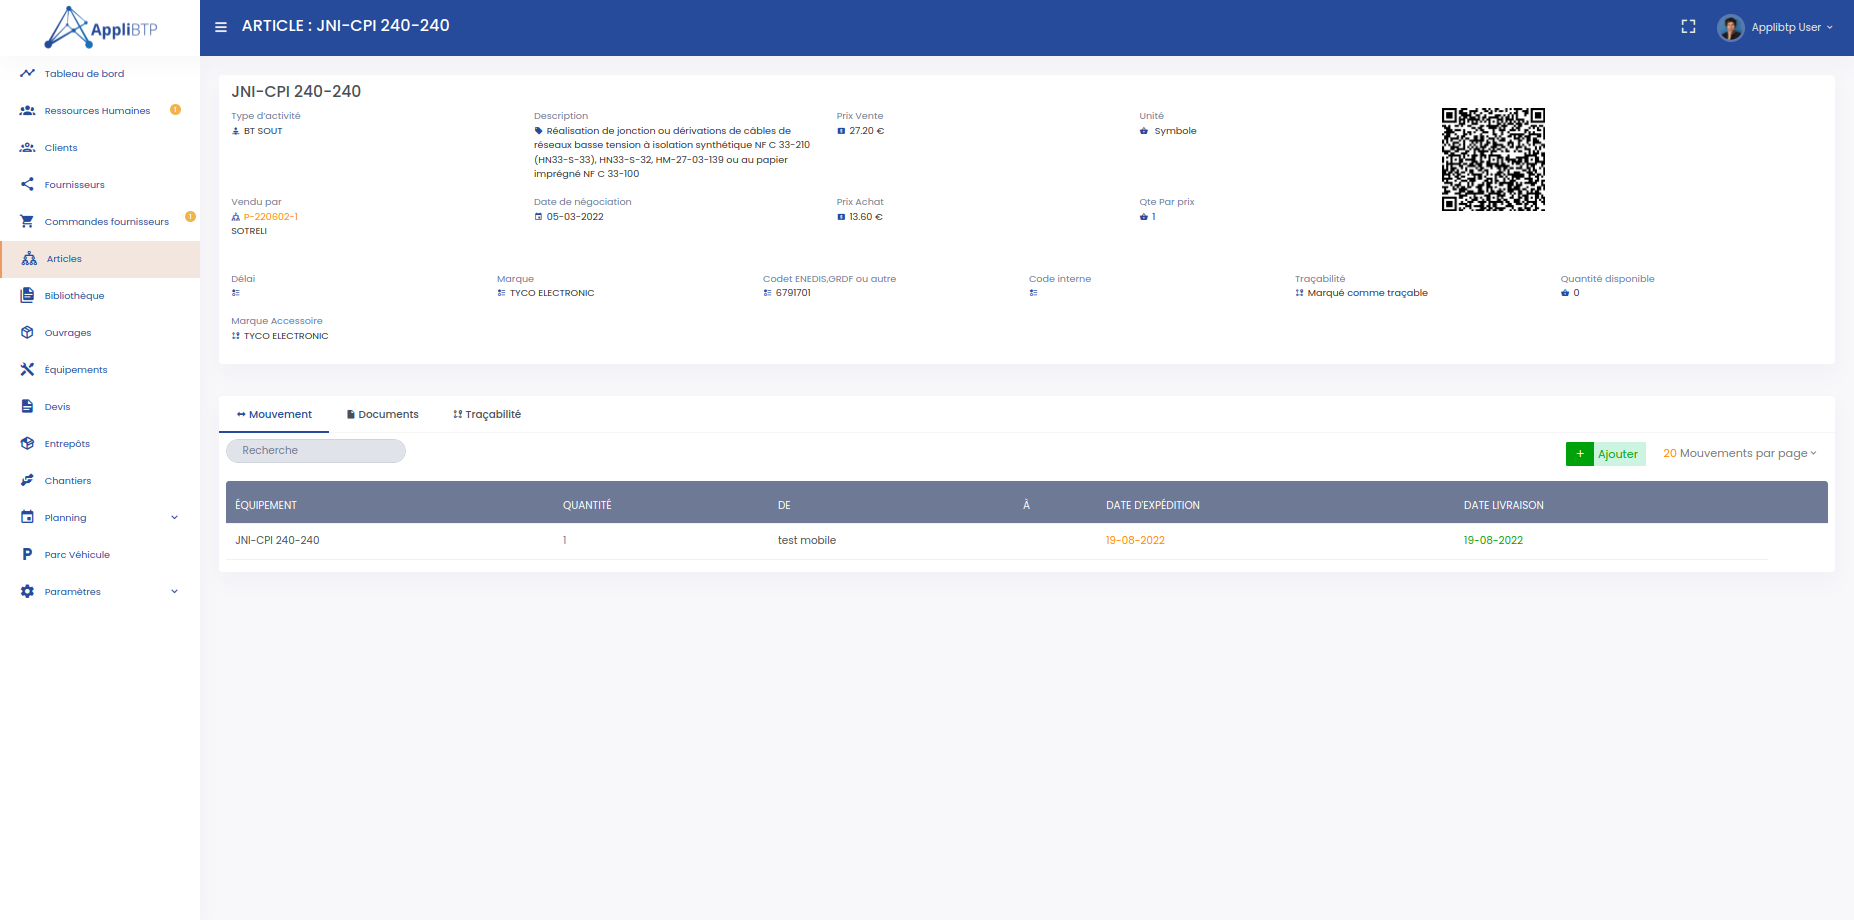 AppliBTP
ARTICLE : JNI-CPI 240-240
Applibtp User
Tableau de bord
Ressources Humaines 1
Clients
Fournisseurs
Commandes fournisseurs 1
Articles
Bibliothèque
Ouvrages
Équipements
Devis
Entrepôts
Chantiers
Planning
Parc Véhicule
Paramètres
JNI-CPI 240-240
Type d'activité
BT SOUT
Description
Réalisation de jonction ou dérivations de câbles de
réseaux basse tension à isolation synthétique NF C 33-210
(HN33-S-33), HN33-S-32, HM-27-03-139 ou au papier
imprégné NF C 33-100
Prix Vente
27.20 €
Unité
Symbole
Vendu par
P-220602-1
SOTRELI
Date de négociation
05-03-2022
Prix Achat
13.60 €
Qte Par prix
1
Délai
Marque
TYCO ELECTRONIC
Codet ENEDIS,GRDF ou autre
6791701
Code interne
Traçabilité
Marqué comme traçable
Quantité disponible
0
Marque Accessoire
TYCO ELECTRONIC
Mouvement Documents Traçabilité
Recherche
+ Ajouter
20 Mouvements par page
ÉQUIPEMENT QUANTITÉ DE À DATE D'EXPÉDITION DATE LIVRAISON
JNI-CPI 240-240 1 test mobile 19-08-2022 19-08-2022